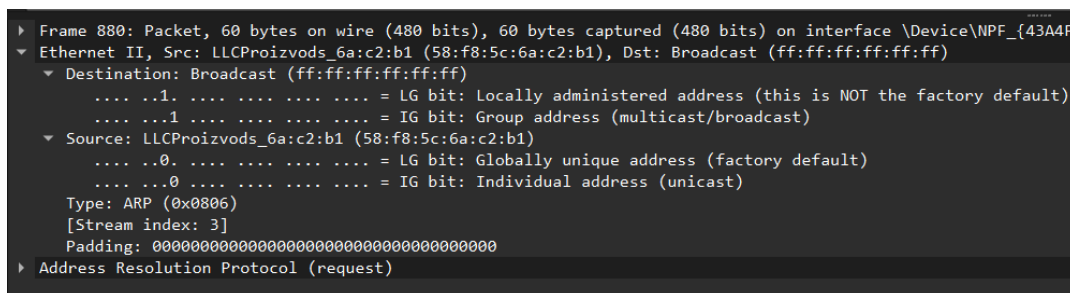 Frame 880: Packet, 60 bytes on wire (480 bits), 60 bytes captured (480 bits) on interface \Device\NPF_{43A4F
Ethernet II, Src: LLCProizvods_6a:c2:b1 (58:f8:5c:6a:c2:b1), Dst: Broadcast (ff:ff:ff:ff:ff:ff)
Destination: Broadcast (ff:ff:ff:ff:ff:ff)
.... ..1. .... .... .... .... = LG bit: Locally administered address (this is NOT the factory default)
.... ...1 .... .... .... .... = IG bit: Group address (multicast/broadcast)
Source: LLCProizvods_6a:c2:b1 (58:f8:5c:6a:c2:b1)
.... ..0. .... .... .... .... = LG bit: Globally unique address (factory default)
.... ...0 .... .... .... .... = IG bit: Individual address (unicast)
Type: ARP (0x0806)
[Stream index: 3]
Padding: 000000000000000000000000000000000000
Address Resolution Protocol (request)